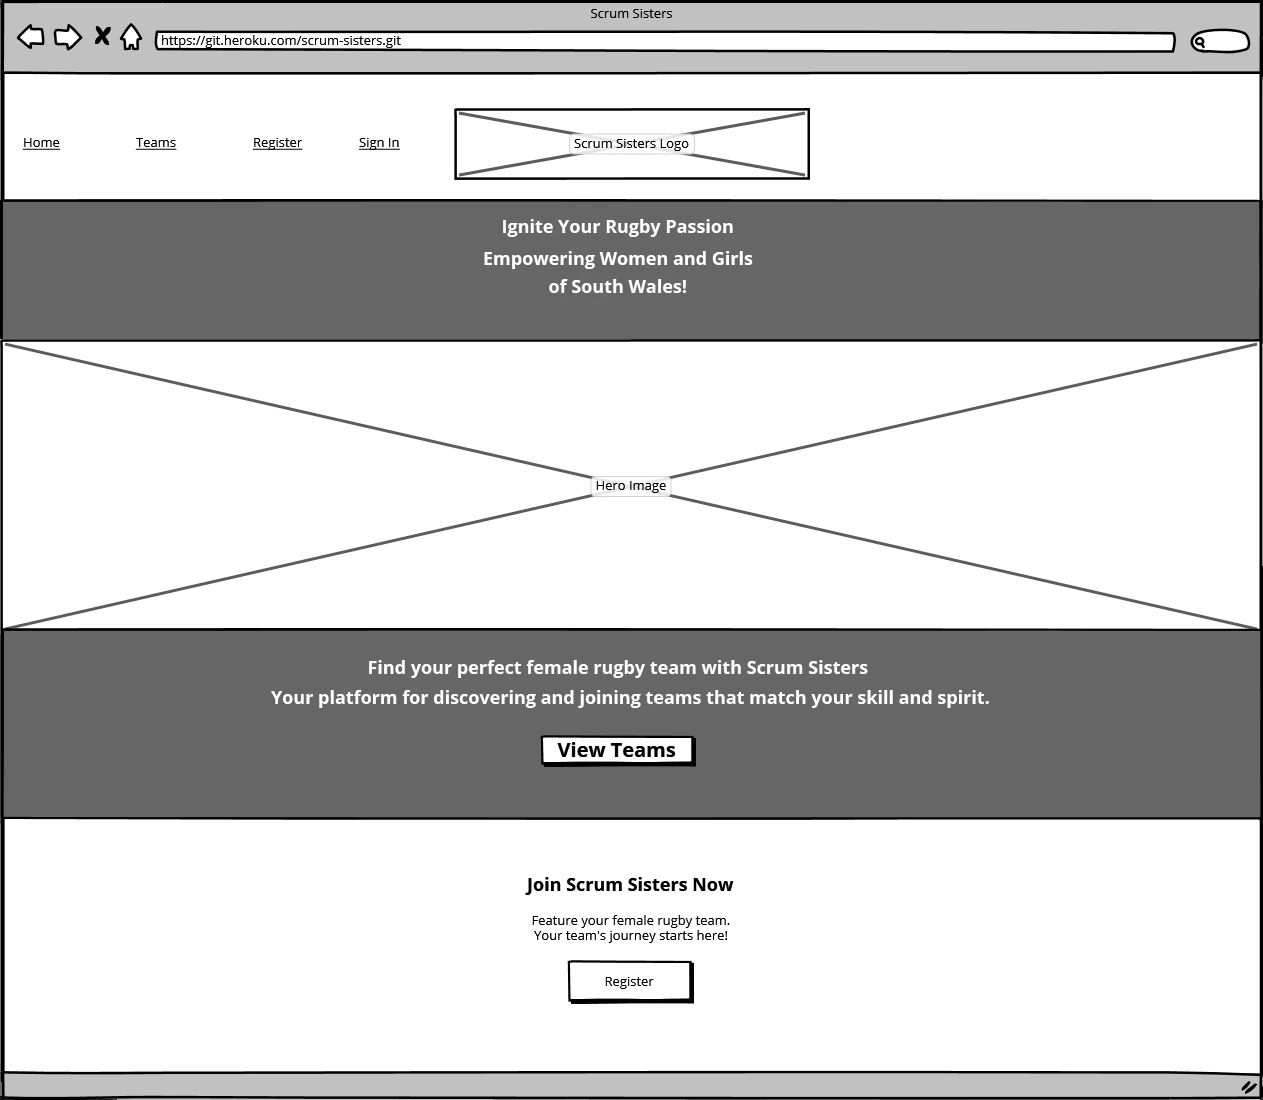 Scrum Sisters
https://git.heroku.com/scrum-sisters.git
Home
Teams
Register
Sign In
Scrum Sisters Logo
Ignite Your Rugby Passion
Empowering Women and Girls
of South Wales!
Hero Image
Find your perfect female rugby team with Scrum Sisters
Your platform for discovering and joining teams that match your skill and spirit.
View Teams
Join Scrum Sisters Now
Feature your female rugby team.
Your team's journey starts here!
Register